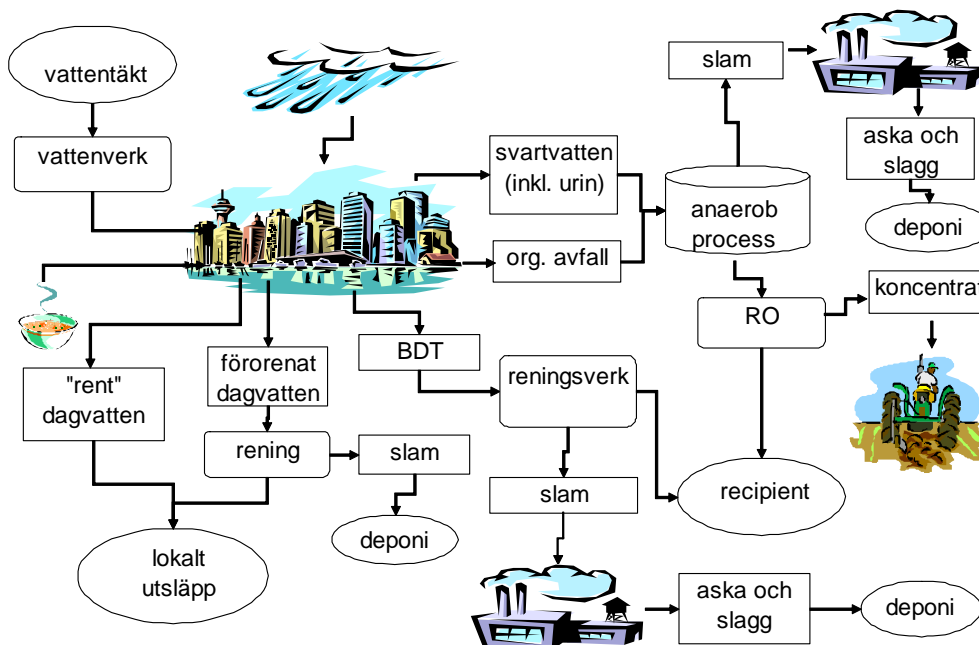 vattentäkt
vattenverk
slam
aska och
slagg
deponi
svartvatten
(inkl. urin)
anaerob
process
org. avfall
koncentrat
RO
BDT
förorenat
dagvatten
"rent"
dagvatten
reningsverk
rening
slam
slam
recipient
deponi
lokalt
utsläpp
aska och
slagg
deponi